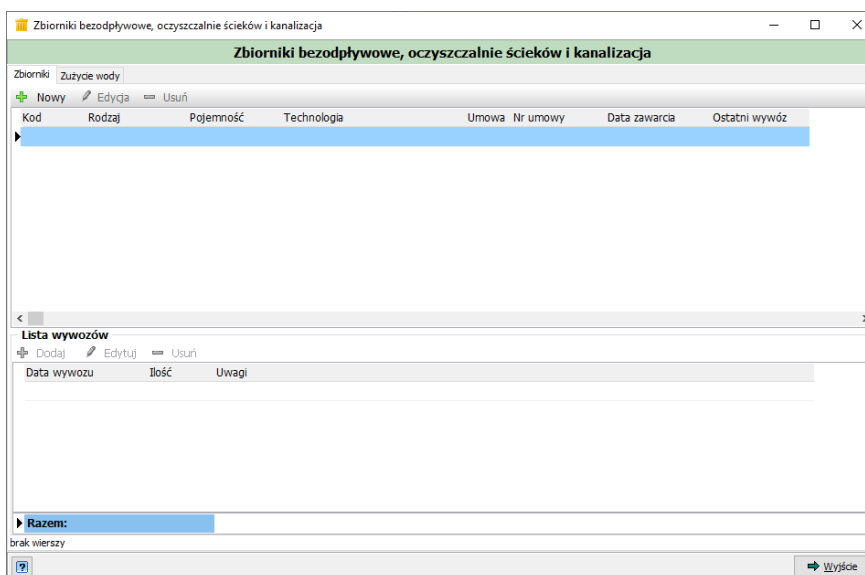 Zbiorniki bezodpływowe, oczyszczalnie ścieków i kanalizacja
Zbiorniki bezodpływowe, oczyszczalnie ścieków i kanalizacja
Zbiorniki Zużycie wody
Nowy Edycja Usuń
Kod Rodzaj Pojemność Technologia Umowa Nr umowy Data zawarcia Ostatni wywóz
Lista wywozów
Dodaj Edytuj Usuń
Data wywozu Ilość Uwagi
Razem:
brak wierszy
? Wyjście